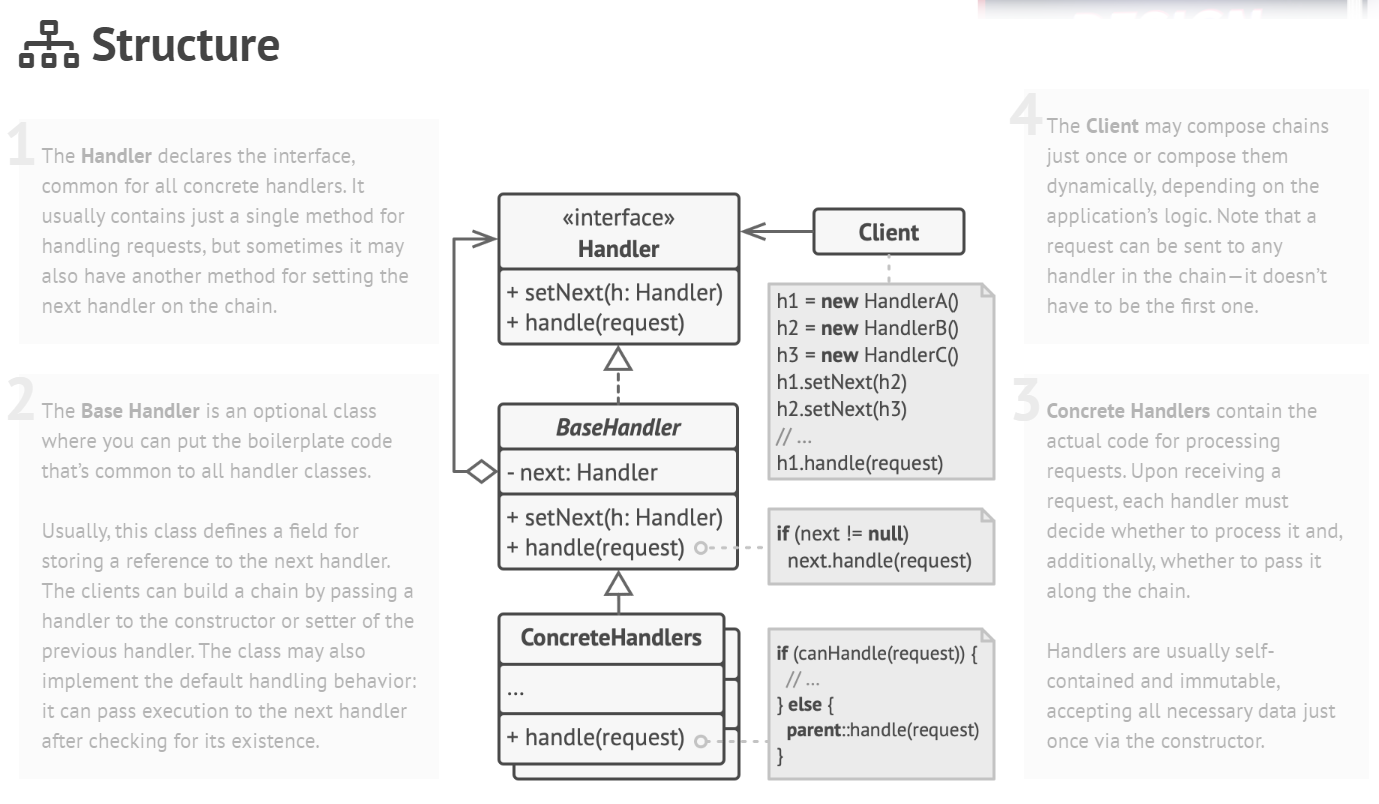 Structure
1
The Handler declares the interface,
common for all concrete handlers. It
usually contains just a single method for
handling requests, but sometimes it may
also have another method for setting the
next handler on the chain.
2
The Base Handler is an optional class
where you can put the boilerplate code
that’s common to all handler classes.
Usually, this class defines a field for
storing a reference to the next handler.
The clients can build a chain by passing a
handler to the constructor or setter of the
previous handler. The class may also
implement the default handling behavior:
it can pass execution to the next handler
after checking for its existence.
«interface»
Handler
+ setNext(h: Handler)
+ handle(request)
BaseHandler
- next: Handler
+ setNext(h: Handler)
+ handle(request)
ConcreteHandlers
...
+ handle(request)
Client
h1 = new HandlerA()
h2 = new HandlerB()
h3 = new HandlerC()
h1.setNext(h2)
h2.setNext(h3)
// ...
h1.handle(request)
if (next != null)
next.handle(request)
if (canHandle(request)) {
// ...
} else {
parent::handle(request)
}
4
The Client may compose chains
just once or compose them
dynamically, depending on the
application’s logic. Note that a
request can be sent to any
handler in the chain—it doesn’t
have to be the first one.
3
Concrete Handlers contain the
actual code for processing
requests. Upon receiving a
request, each handler must
decide whether to process it and,
additionally, whether to pass it
along the chain.
Handlers are usually self-
contained and immutable,
accepting all necessary data just
once via the constructor.